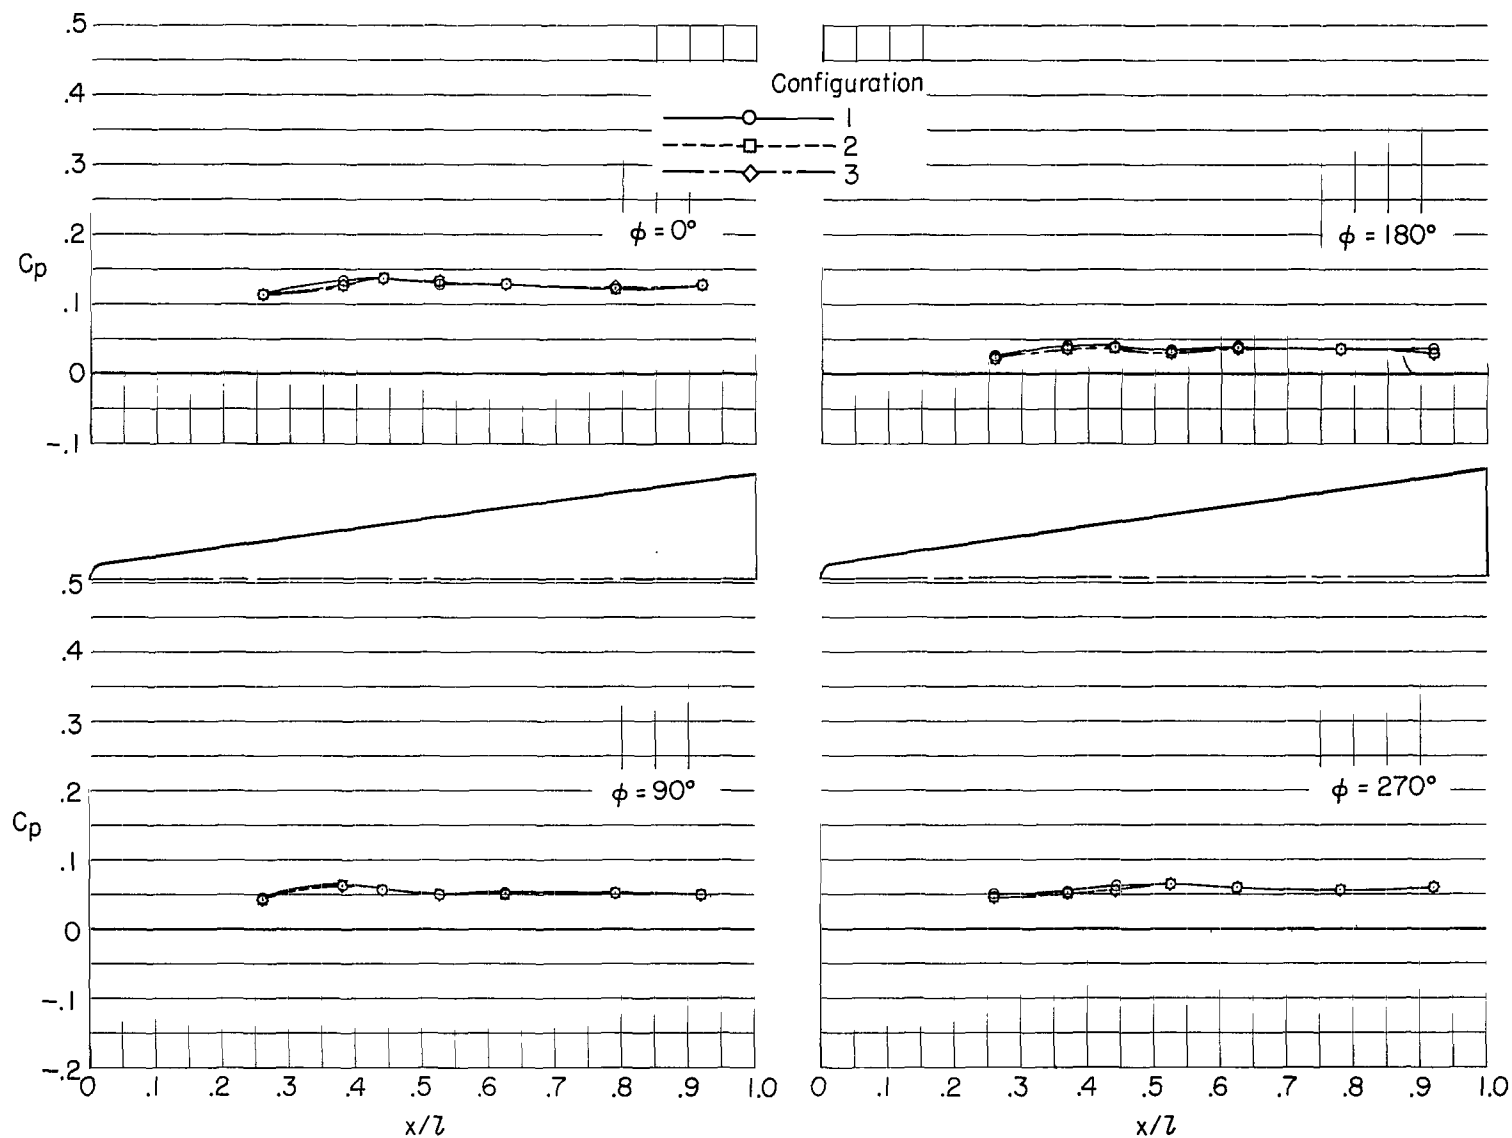 .5
.4
.3
.2
Cp
.1
0
-.1
Configuration
1
2
3
φ = 0°
φ = 180°
.5
.4
.3
.2
Cp
.1
0
-.1
-.2
φ = 90°
φ = 270°
0 .1 .2 .3 .4 .5 .6 .7 .8 .9 1.0
x/l
0 .1 .2 .3 .4 .5 .6 .7 .8 .9 1.0
x/l